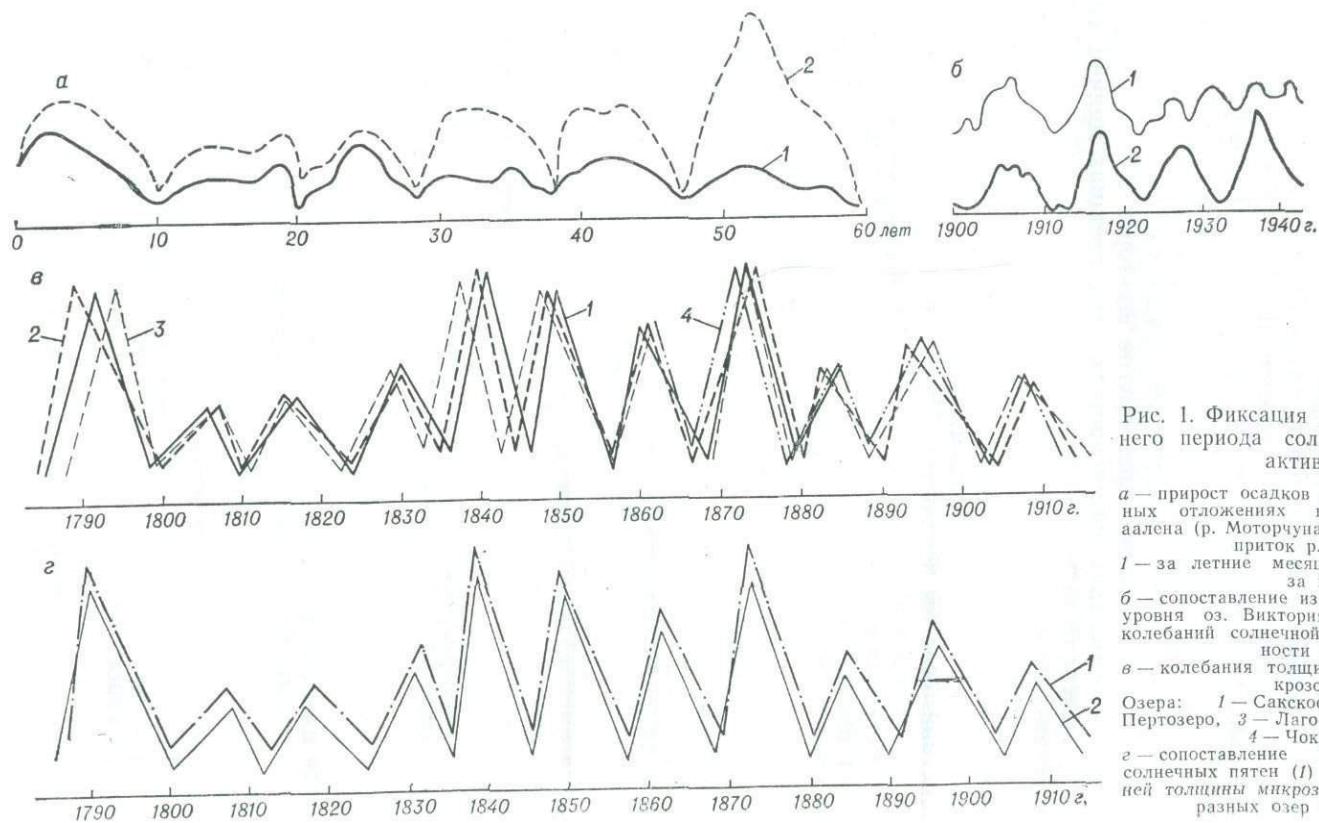 а
2
1
0 10 20 30 40 50 60 лет
б
1
2
1900 1910 1920 1930 1940 г.
в
2
3
1
4
1790 1800 1810 1820 1830 1840 1850 1860 1870 1880 1890 1900 1910 г.
г
1
2
1790 1800 1810 1820 1830 1840 1850 1860 1870 1880 1890 1900 1910 г.
Рис. 1. Фиксация
него периода сол
актив
а — прирост осадков
ных отложениях
аалена (р. Моторчуна
приток р.
1 — за летние месяц
за
б — сопоставление из
уровня оз. Виктория
колебаний солнечной
ности
в — колебания толщи
крозо
Озера: 1 — Сакское
Пертозеро, 3 — Лаго
4 — Чок
г — сопоставление
солнечных пятен (1)
ней толщины микроз
разных озер